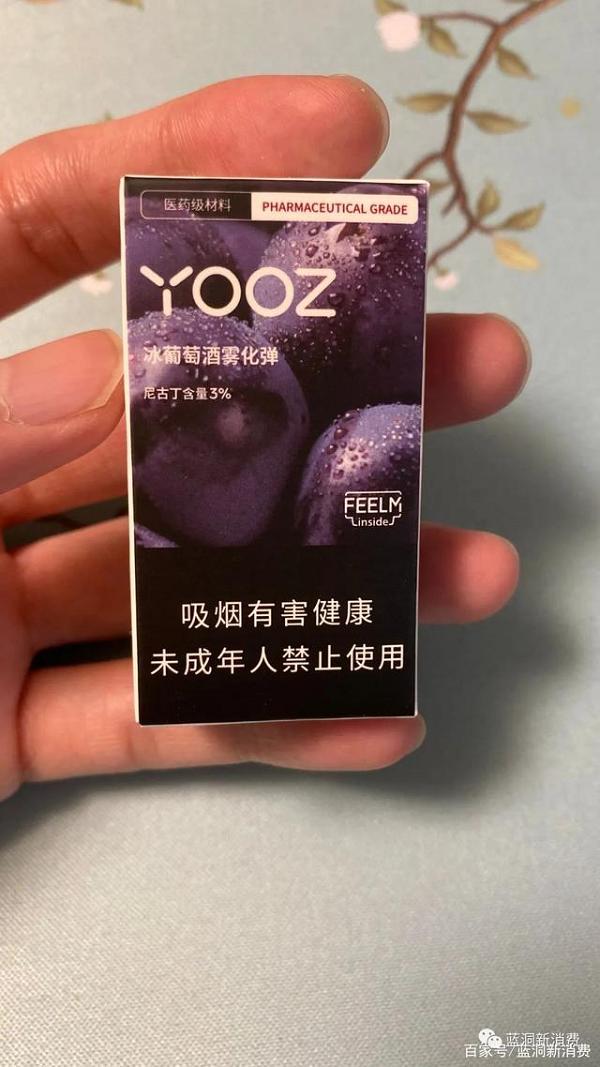 医药级材料 PHARMACEUTICAL GRADE
YOOZ
冰葡萄酒雾化弹
尼古丁含量3%
FEELM
inside
吸烟有害健康
未成年人禁止使用
蓝洞新消费
百家号/蓝洞新消费